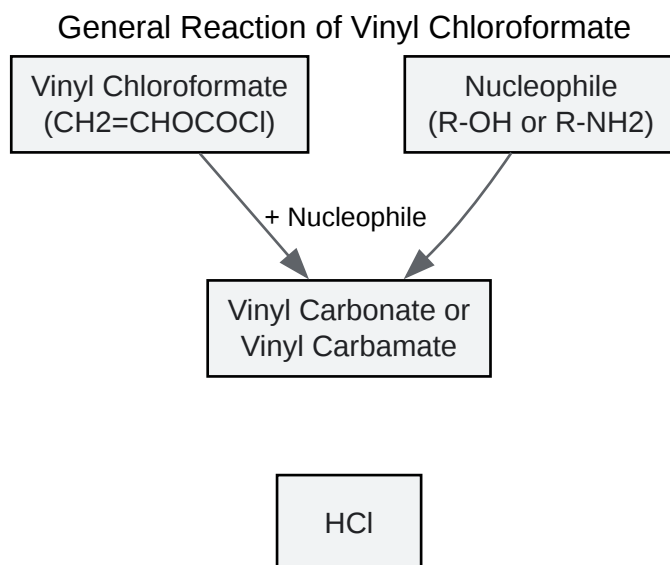 General Reaction of Vinyl Chloroformate
Vinyl Chloroformate
(CH2=CHOCOCl)
Nucleophile
(R-OH or R-NH2)
+ Nucleophile
Vinyl Carbonate or
Vinyl Carbamate
HCl